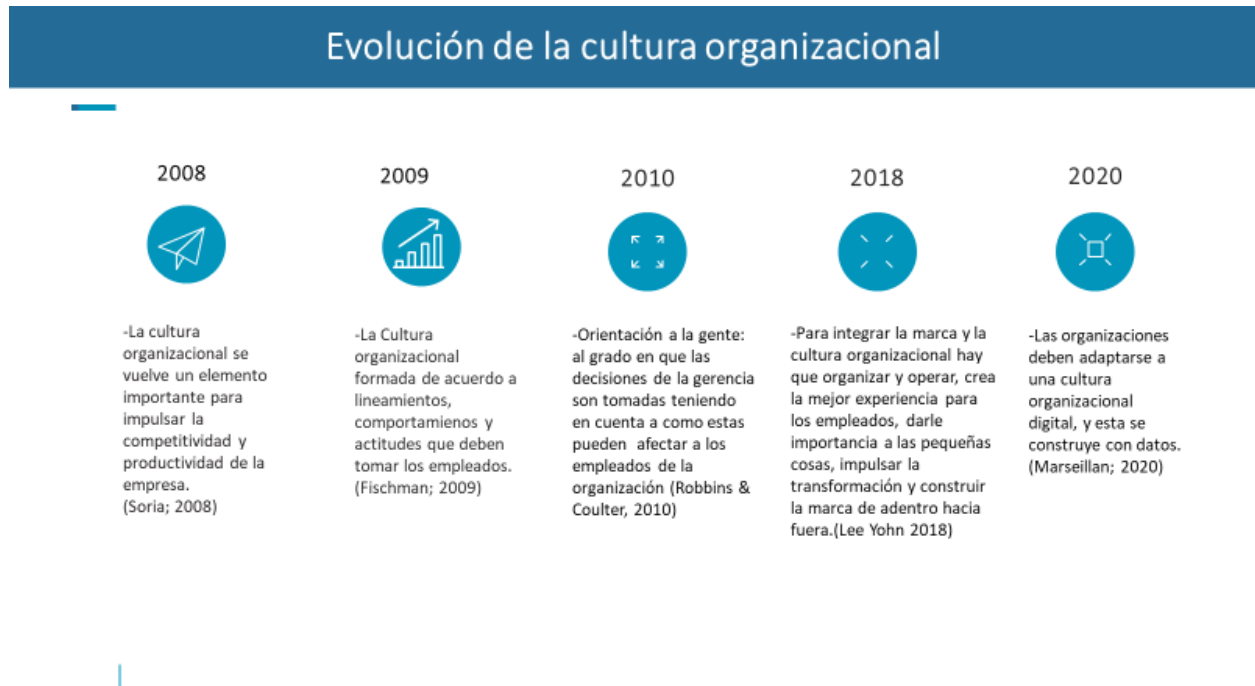 Evolución de la cultura organizacional
2008
-La cultura
organizacional se
vuelve un elemento
importante para
impulsar la
competitividad y
productividad de la
empresa.
(Soria; 2008)
2009
-La Cultura
organizacional
formada de acuerdo a
lineamientos,
comportamienos y
actitudes que deben
tomar los empleados.
(Fischman; 2009)
2010
-Orientación a la gente:
al grado en que las
decisiones de la gerencia
son tomadas teniendo
en cuenta a como estas
pueden afectar a los
empleados de la
organización (Robbins &
Coulter, 2010)
2018
-Para integrar la marca y la
cultura organizacional hay
que organizar y operar, crea
la mejor experiencia para
los empleados, darle
importancia a las pequeñas
cosas, impulsar la
transformación y construir
la marca de adentro hacia
fuera.(Lee Yohn 2018)
2020
-Las organizaciones
deben adaptarse a
una cultura
organizacional
digital, y esta se
construye con datos.
(Marseillan; 2020)